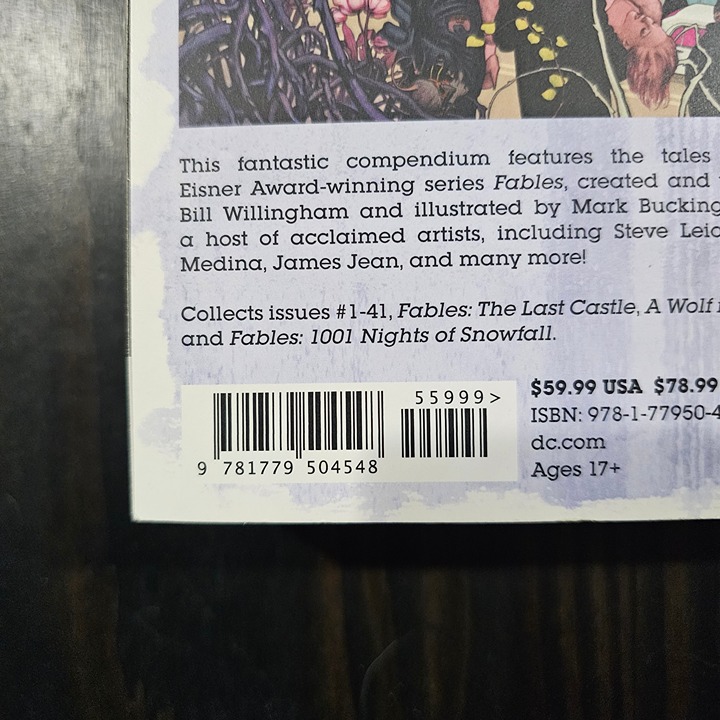 This fantastic compendium features the tales
Eisner Award-winning series Fables, created and
Bill Willingham and illustrated by Mark Bucking
a host of acclaimed artists, including Steve Leic
Medina, James Jean, and many more!
Collects issues #1-41, Fables: The Last Castle, A Wolf
and Fables: 1001 Nights of Snowfall.
55999>
9 781779 504548
$59.99 USA $78.99
ISBN: 978-1-77950-4
dc.com
Ages 17+